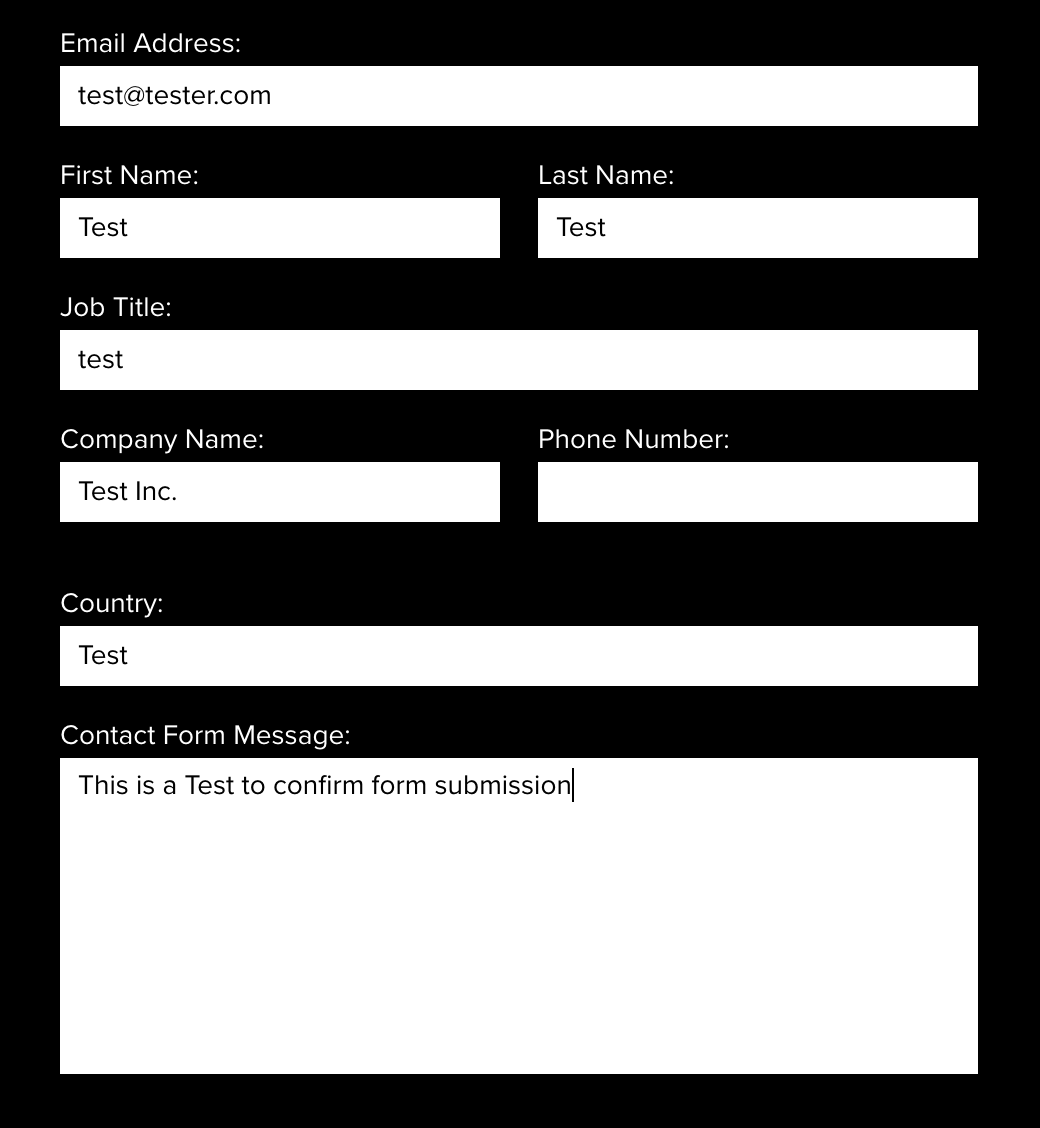 Email Address:
test@tester.com
First Name:
Last Name:
Test
Test
Job Title:
test
Company Name:
Phone Number:
Test Inc.
Country:
Test
Contact Form Message:
This is a Test to confirm form submission